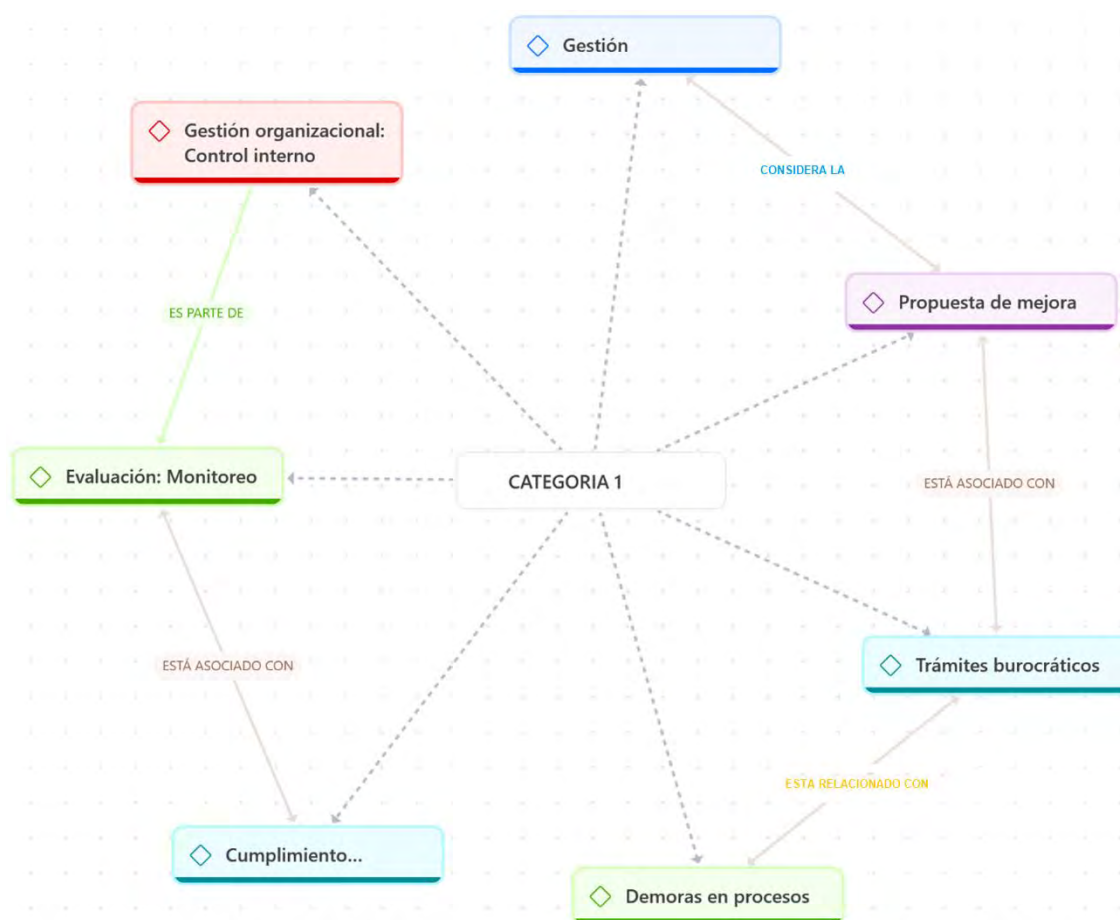 Gestión
Gestión organizacional:
Control interno
CONSIDERA LA
Propuesta de mejora
ES PARTE DE
Evaluación: Monitoreo
CATEGORIA 1
ESTÁ ASOCIADO CON
ESTÁ ASOCIADO CON
Trámites burocráticos
ESTA RELACIONADO CON
Cumplimiento...
Demoras en procesos